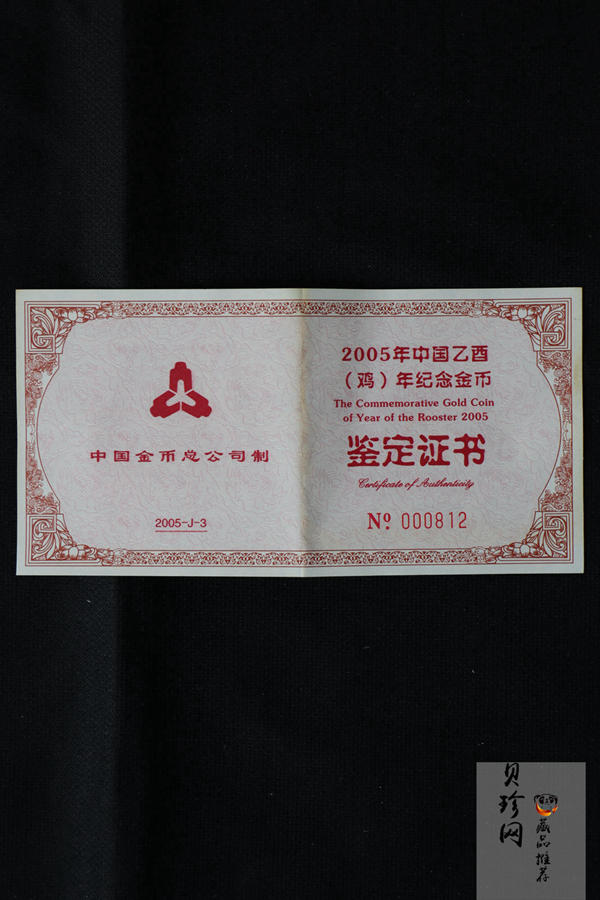 中国金币总公司制
2005-J-3
2005年中国乙酉
（鸡）年纪念金币
The Commemorative Gold Coin
of Year of the Rooster 2005
鉴定证书
Certificate of Authenticity
Nº 000812
贝珍网
藏品推荐